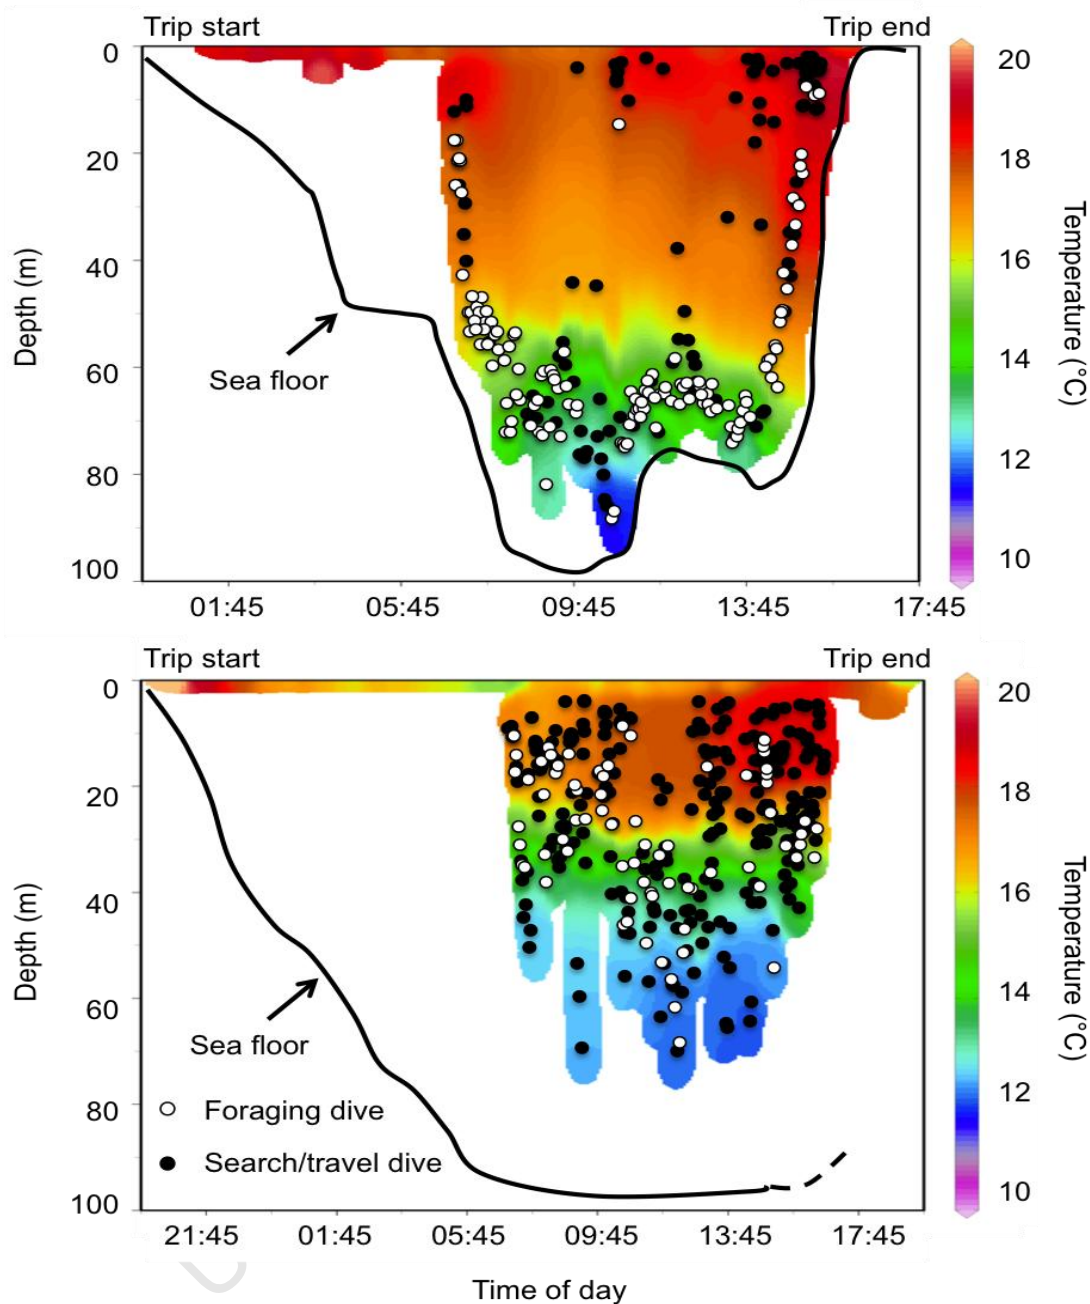 Trip start
Trip end
0
20
40
60
80
100
Depth (m)
Sea floor
01:45
05:45
09:45
13:45
17:45
20
18
16
14
12
10
Temperature (°C)
Trip start
Trip end
0
20
40
60
80
100
Depth (m)
Sea floor
Foraging dive
Search/travel dive
21:45
01:45
05:45
09:45
13:45
17:45
Time of day
20
18
16
14
12
10
Temperature (°C)